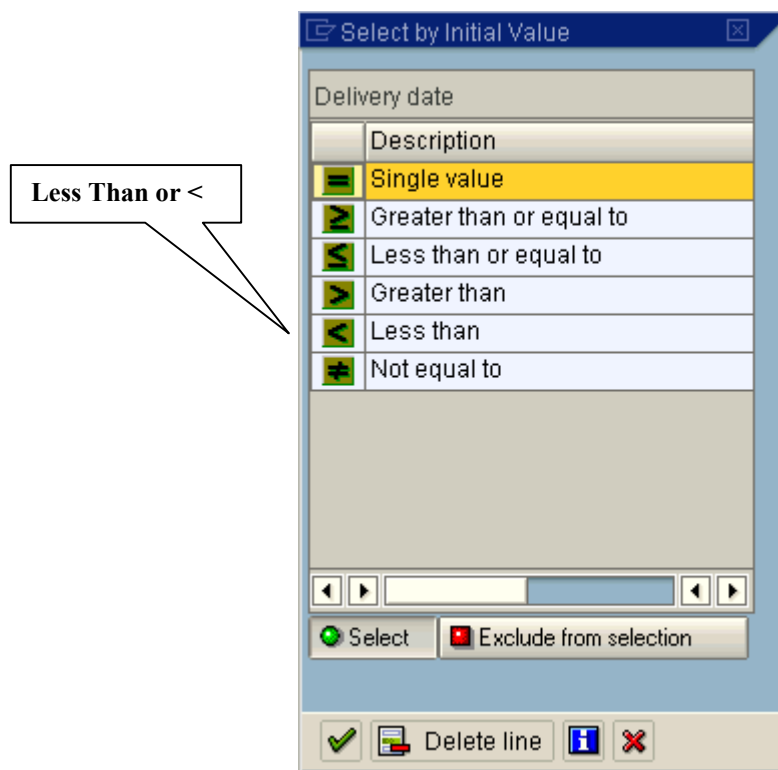 Select by Initial Value
Delivery date
Description
Less Than or <
= Single value
≥ Greater than or equal to
≤ Less than or equal to
> Greater than
< Less than
≠ Not equal to
Select Exclude from selection
Delete line i